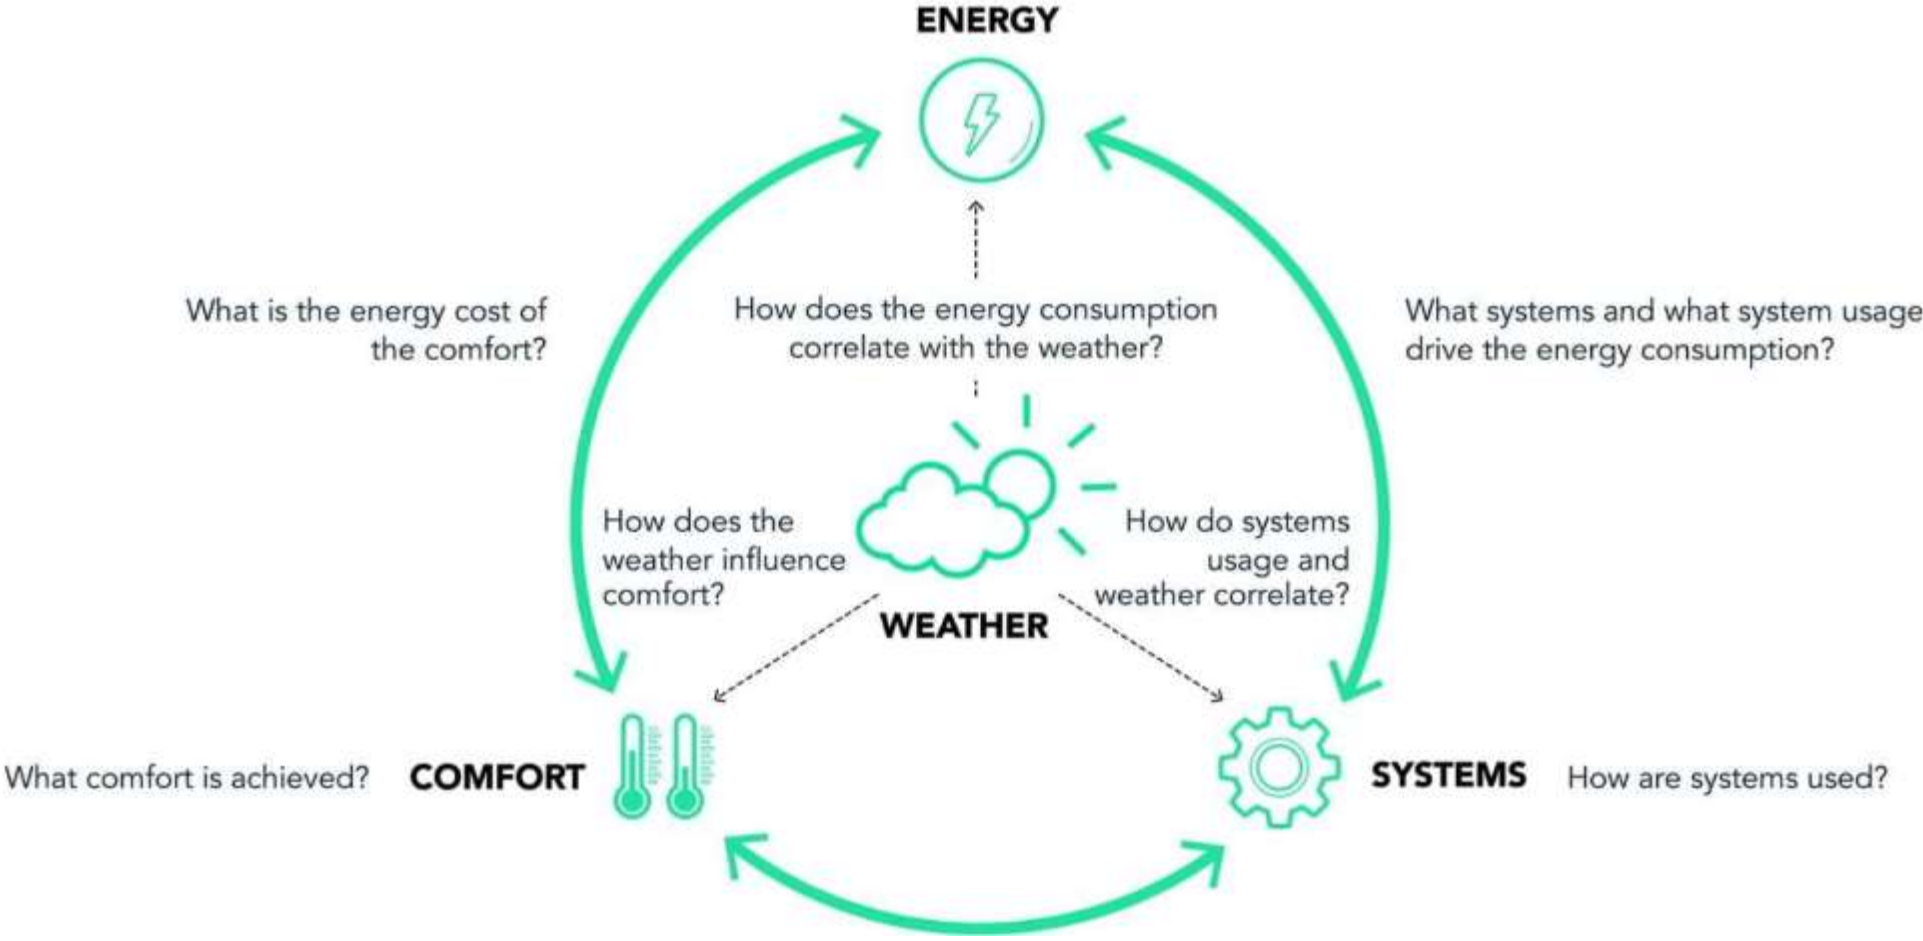 ENERGY
What is the energy cost of
the comfort?
How does the energy consumption
correlate with the weather?
What systems and what system usage
drive the energy consumption?
How does the
weather influence
comfort?
How do systems
usage and
weather correlate?
WEATHER
What comfort is achieved?
COMFORT
SYSTEMS
How are systems used?